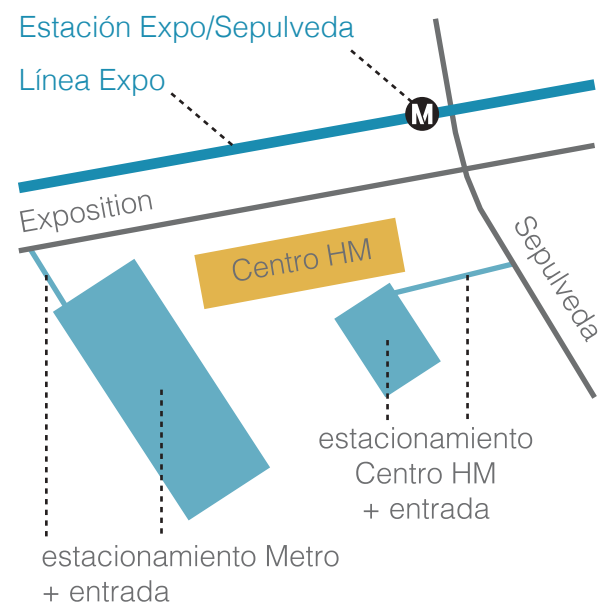 Estación Expo/Sepulveda
Línea Expo
M
Exposition
Centro HM
Sepulveda
estacionamiento
Centro HM
+ entrada
estacionamiento Metro
+ entrada